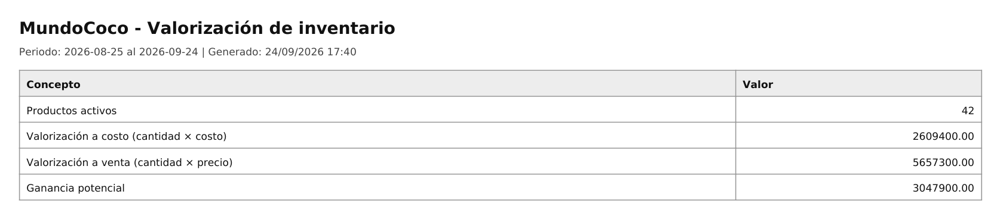 MundoCoco - Valorización de inventario
Periodo: 2026-08-25 al 2026-09-24 | Generado: 24/09/2026 17:40
Concepto Valor
Productos activos 42
Valorización a costo (cantidad × costo) 2609400.00
Valorización a venta (cantidad × precio) 5657300.00
Ganancia potencial 3047900.00